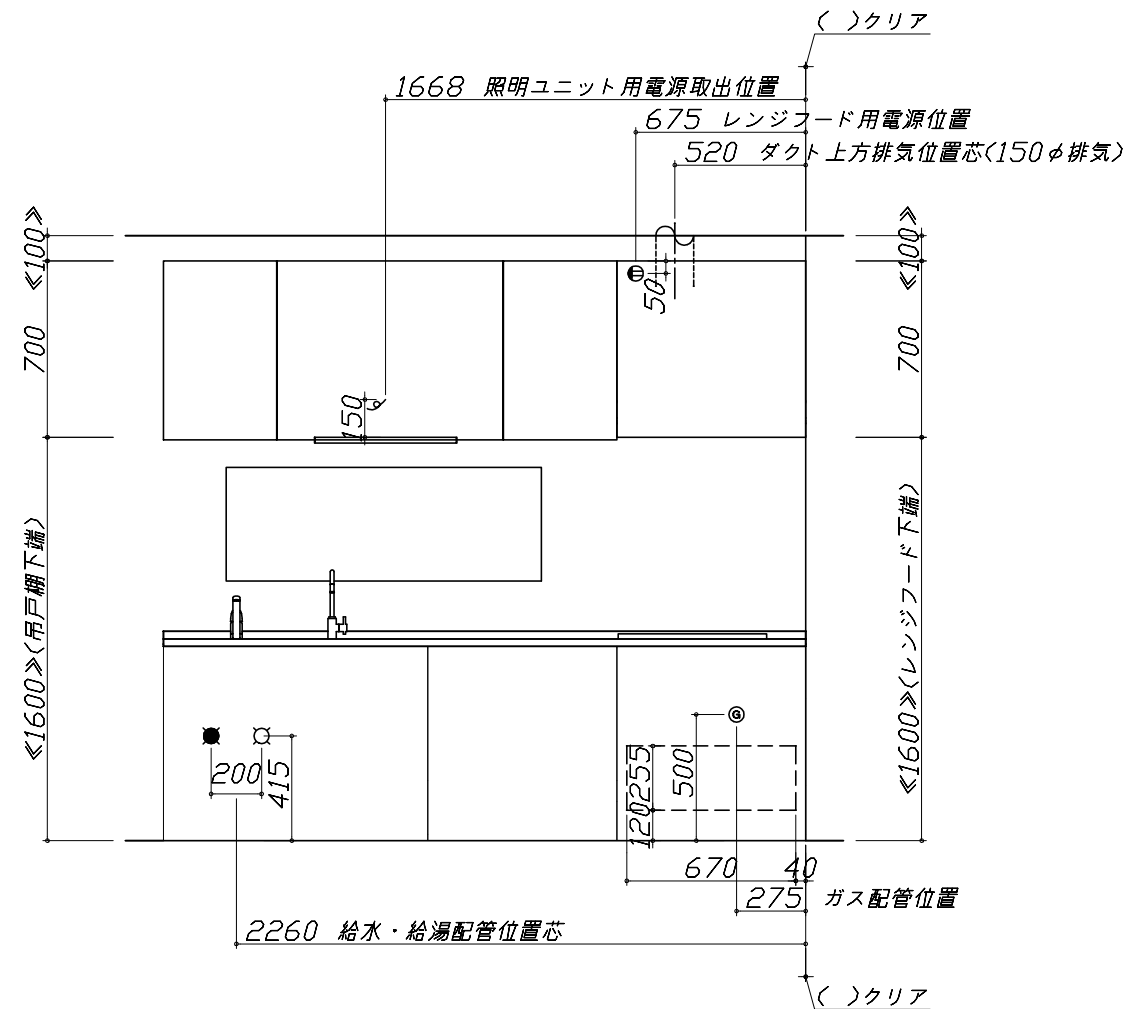 ( )クリア
1668 照明ユニット用電源取出位置
675 レンジフード用電源位置
520 ダクト上方排気位置芯(150φ排気)
≪100≫
≪100≫
50
700
700
150
≪1600≫(吊戸棚下端)
≪1600≫(レンジフード下端)
G
200
415
500
255
120
670
40
275 ガス配管位置
2260 給水・給湯配管位置芯
( )クリア